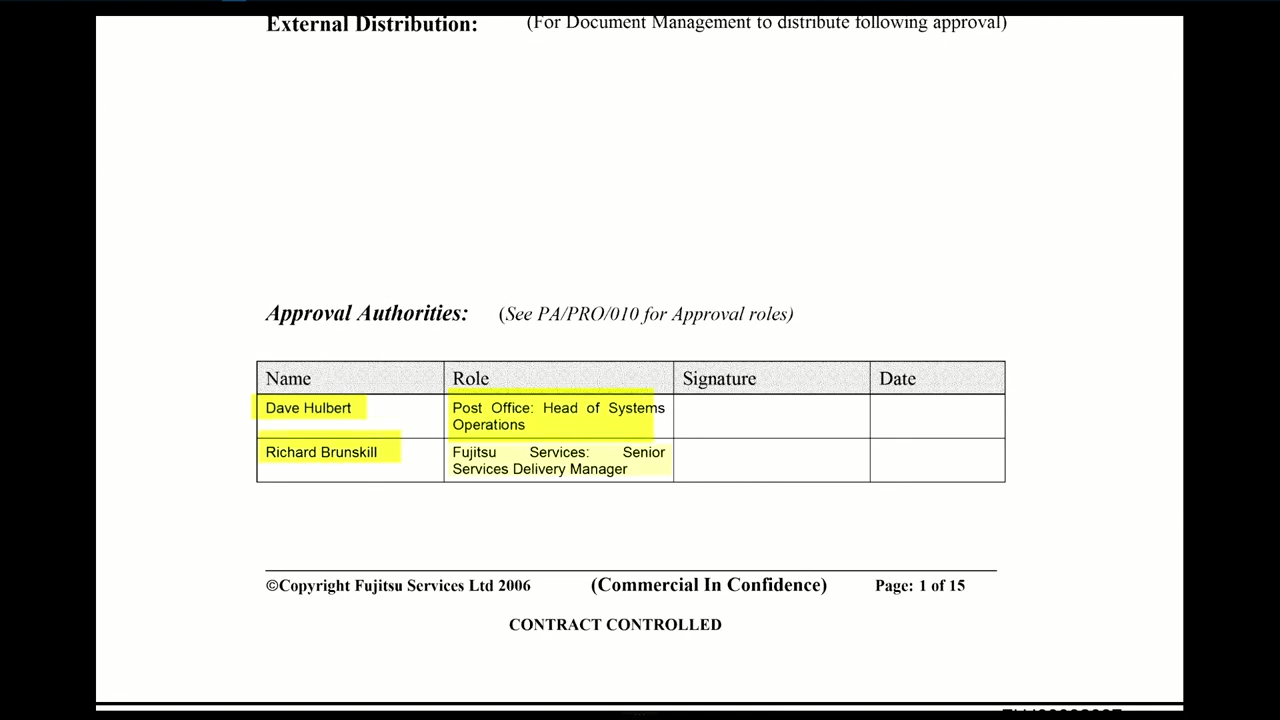 External Distribution: (For Document Management to distribute following approval)
Approval Authorities: (See PA/PRO/010 for Approval roles)
Name Role Signature Date
Dave Hulbert Post Office: Head of Systems
Operations
Richard Brunskill Fujitsu Services: Senior
Services Delivery Manager
©Copyright Fujitsu Services Ltd 2006 (Commercial In Confidence) Page: 1 of 15
CONTRACT CONTROLLED